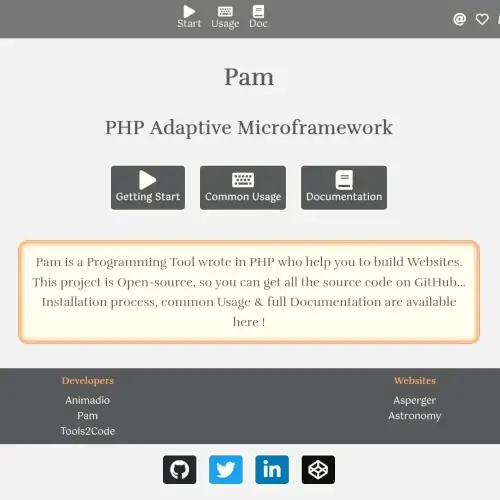 Start Usage Doc
Pam
PHP Adaptive Microframework
Getting Start Common Usage Documentation
Pam is a Programming Tool wrote in PHP who help you to build Websites.
This project is Open-source, so you can get all the source code on GitHub...
Installation process, common Usage & full Documentation are available
here !
Developers Websites
Animadio Asperger
Pam Astronomy
Tools2Code